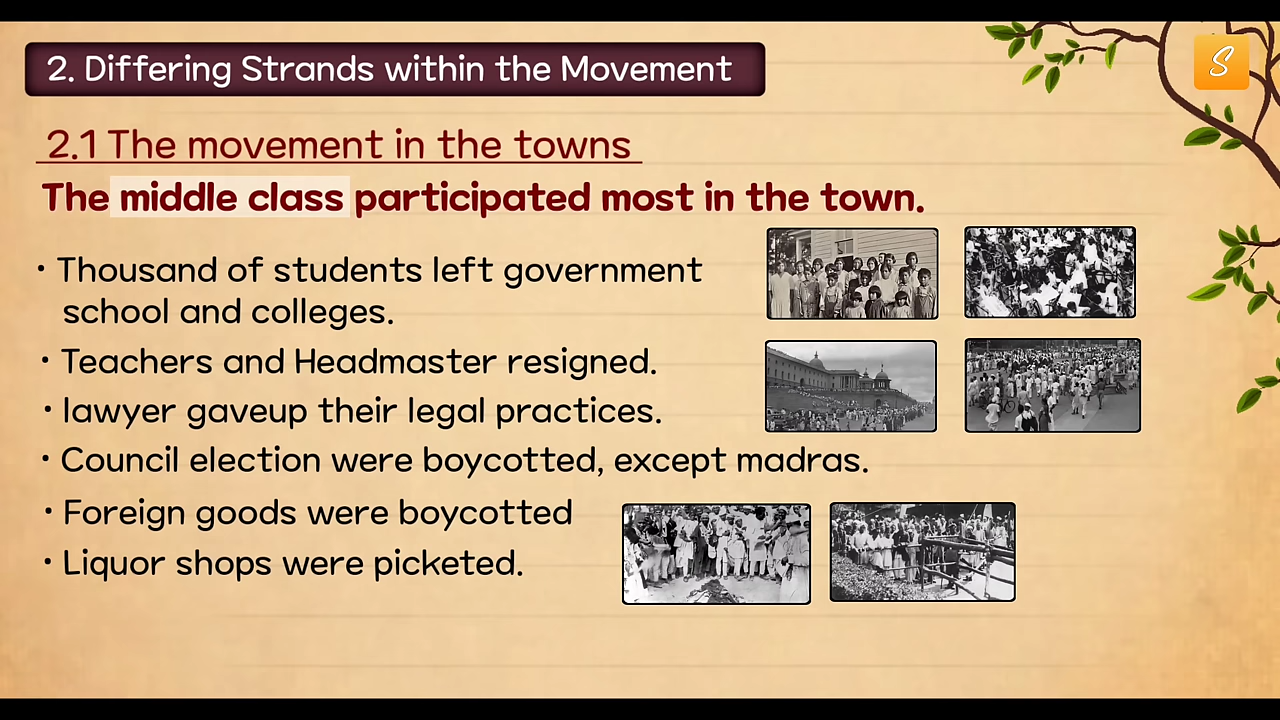 2. Differing Strands within the Movement
S
2.1 The movement in the towns
The middle class participated most in the town.
• Thousand of students left government
school and colleges.
• Teachers and Headmaster resigned.
• lawyer gaveup their legal practices.
• Council election were boycotted, except madras.
• Foreign goods were boycotted
• Liquor shops were picketed.